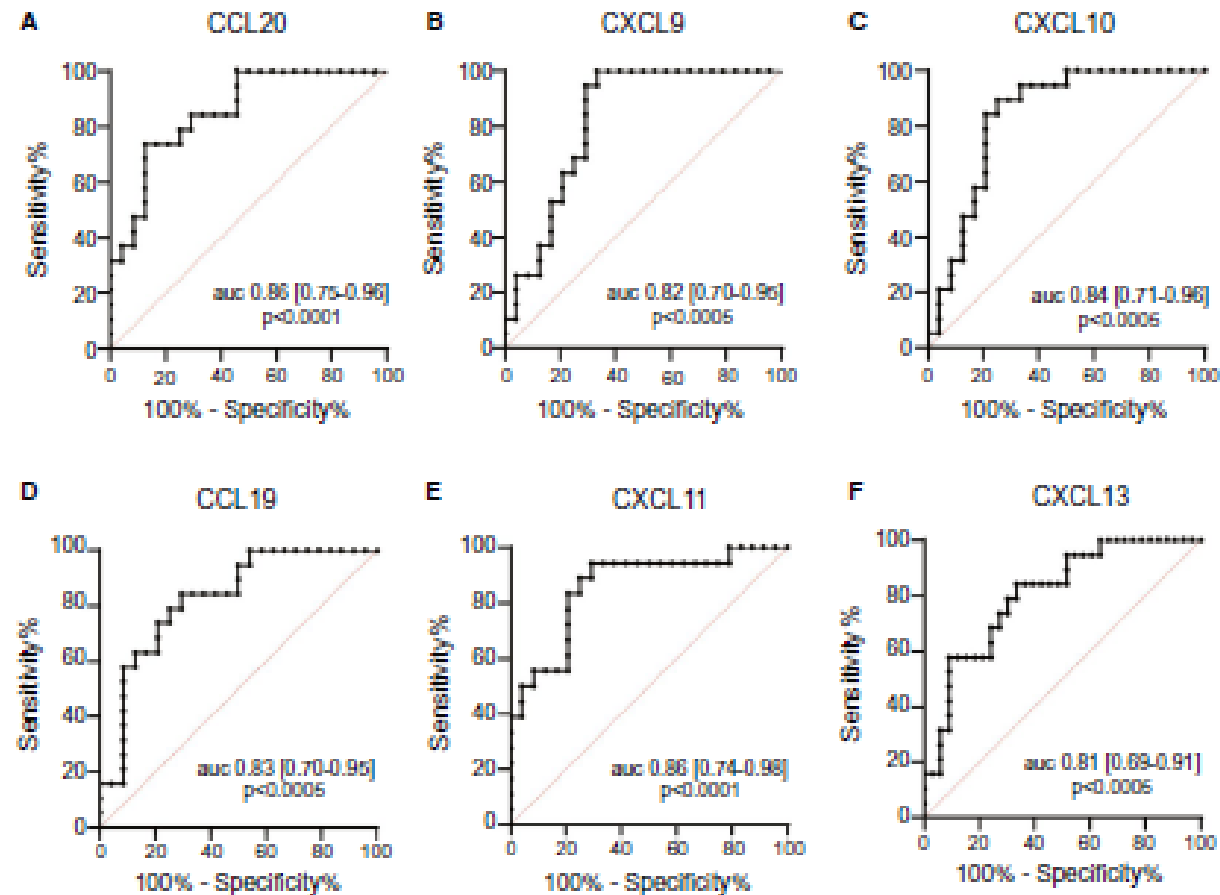 A CCL20
100
80
60
40
20
0
Sensitivity%
auc 0.86 [0.75-0.96]
p<0.0001
0 20 40 60 80 100
100% - Specificity%
B CXCL9
100
80
60
40
20
0
Sensitivity%
auc 0.82 [0.70-0.95]
p<0.0005
0 20 40 60 80 100
100% - Specificity%
C CXCL10
100
80
60
40
20
0
Sensitivity%
auc 0.84 [0.71-0.96]
p<0.0005
0 20 40 60 80 100
100% - Specificity%
D CCL19
100
80
60
40
20
0
Sensitivity%
auc 0.83 [0.70-0.95]
p<0.0005
0 20 40 60 80 100
100% - Specificity%
E CXCL11
100
80
60
40
20
0
Sensitivity%
auc 0.86 [0.74-0.98]
p<0.0001
0 20 40 60 80 100
100% - Specificity%
F CXCL13
100
80
60
40
20
0
Sensitivity%
auc 0.81 [0.69-0.91]
p<0.0005
0 20 40 60 80 100
100% - Specificity%